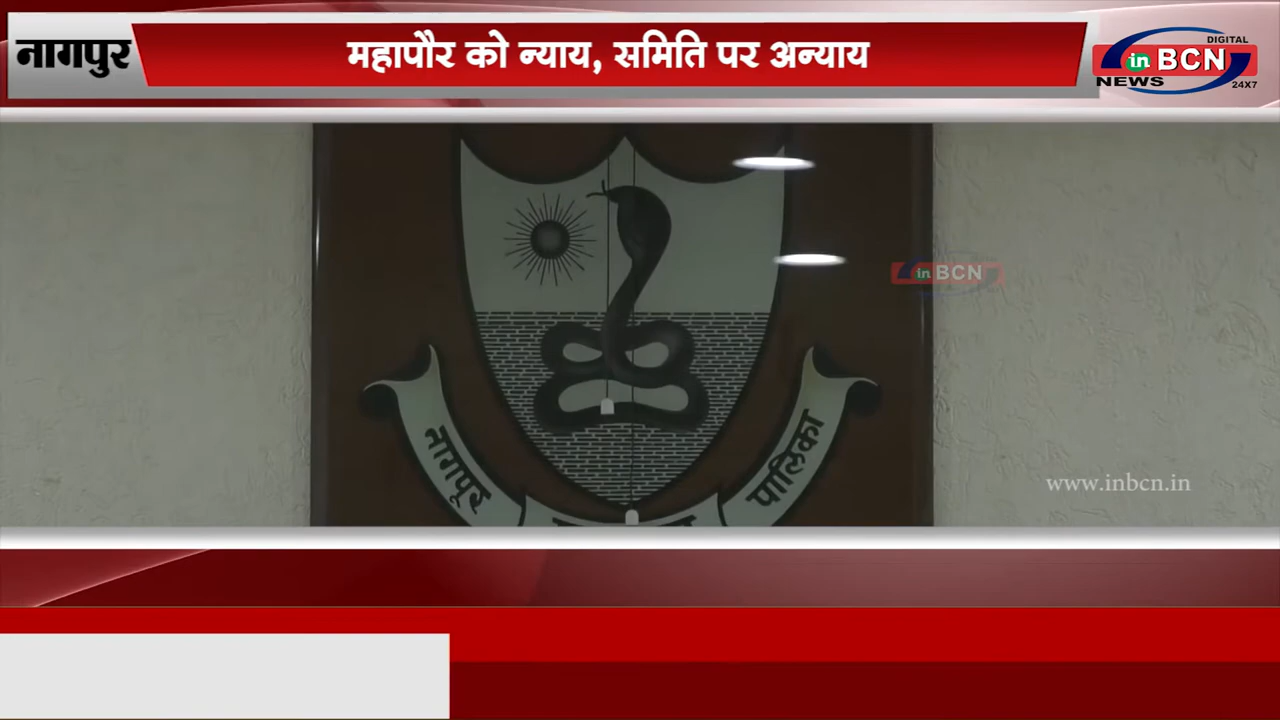 नागपुर
महापौर को न्याय, समिति पर अन्याय
DIGITAL
in BCN
NEWS
24X7
in BCN
www.inbcn.in
नागपूर
पालिका